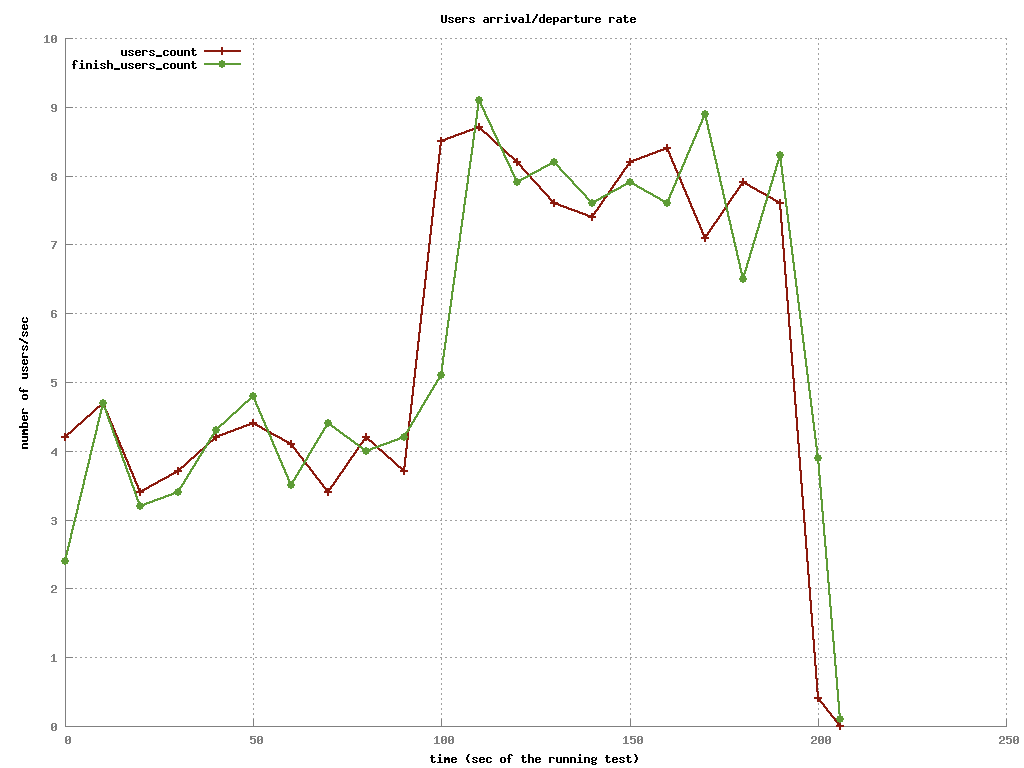 Users arrival/departure rate
10
users_count
finish_users_count
9
8
7
6
5
4
3
2
1
0
number of users/sec
0 50 100 150 200 250
time (sec of the running test)